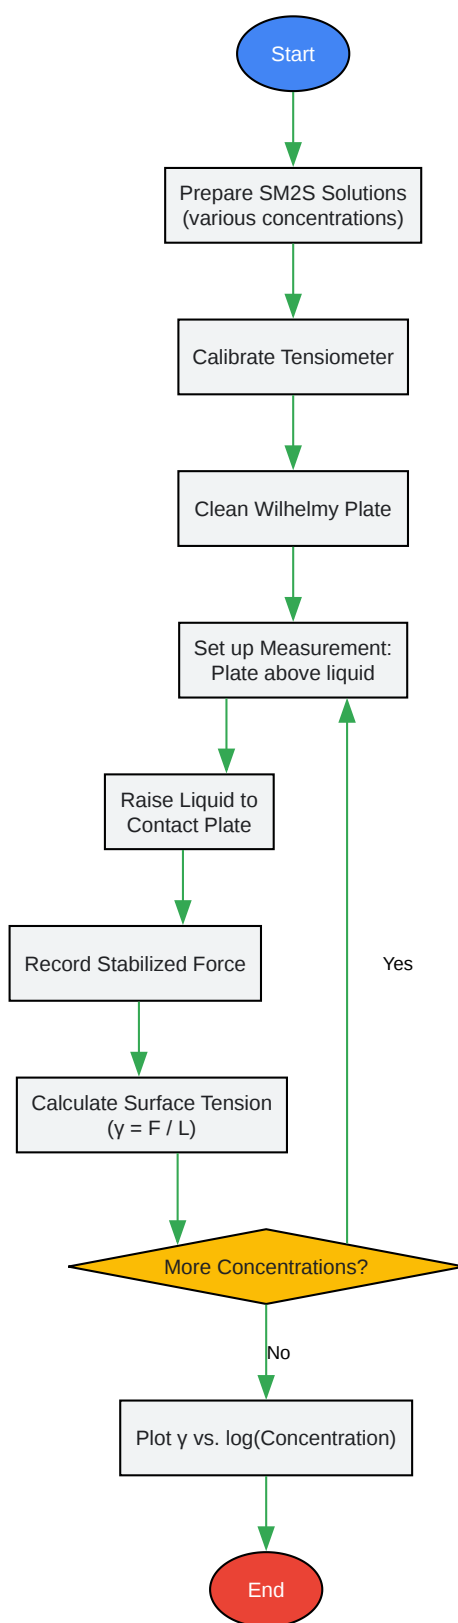 Start
Prepare SM2S Solutions
(various concentrations)
Calibrate Tensiometer
Clean Wilhelmy Plate
Set up Measurement:
Plate above liquid
Raise Liquid to
Contact Plate
Record Stabilized Force
Yes
Calculate Surface Tension
(γ = F / L)
More Concentrations?
No
Plot γ vs. log(Concentration)
End